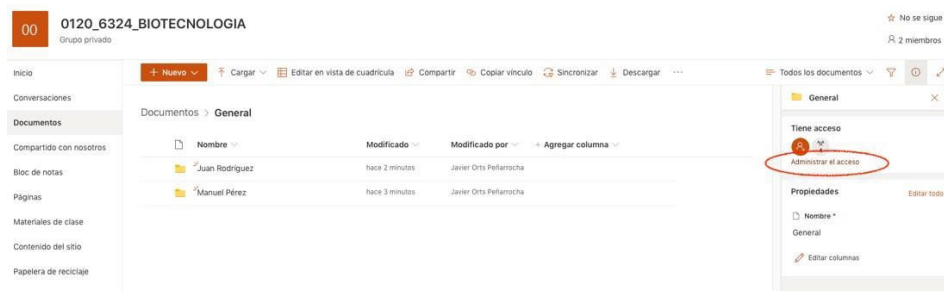 00
0120_6324_BIOTECNOLOGIA
Grupo privado
No se sigue
2 miembros
Inicio
Conversaciones
Documentos
Compartido con nosotros
Bloc de notas
Páginas
Materiales de clase
Contenido del sitio
Papelera de reciclaje
+ Nuevo Cargar Editar en vista de cuadrícula Compartir Copiar vínculo Sincronizar Descargar ··· Todos los documentos
Documentos > General
Nombre Modificado Modificado por + Agregar columna
Juan Rodríguez hace 2 minutos Javier Orts Peñarrocha
Manuel Pérez hace 3 minutos Javier Orts Peñarrocha
General
Tiene acceso
Administrar el acceso
Propiedades Editar todo
Nombre *
General
Editar columnas